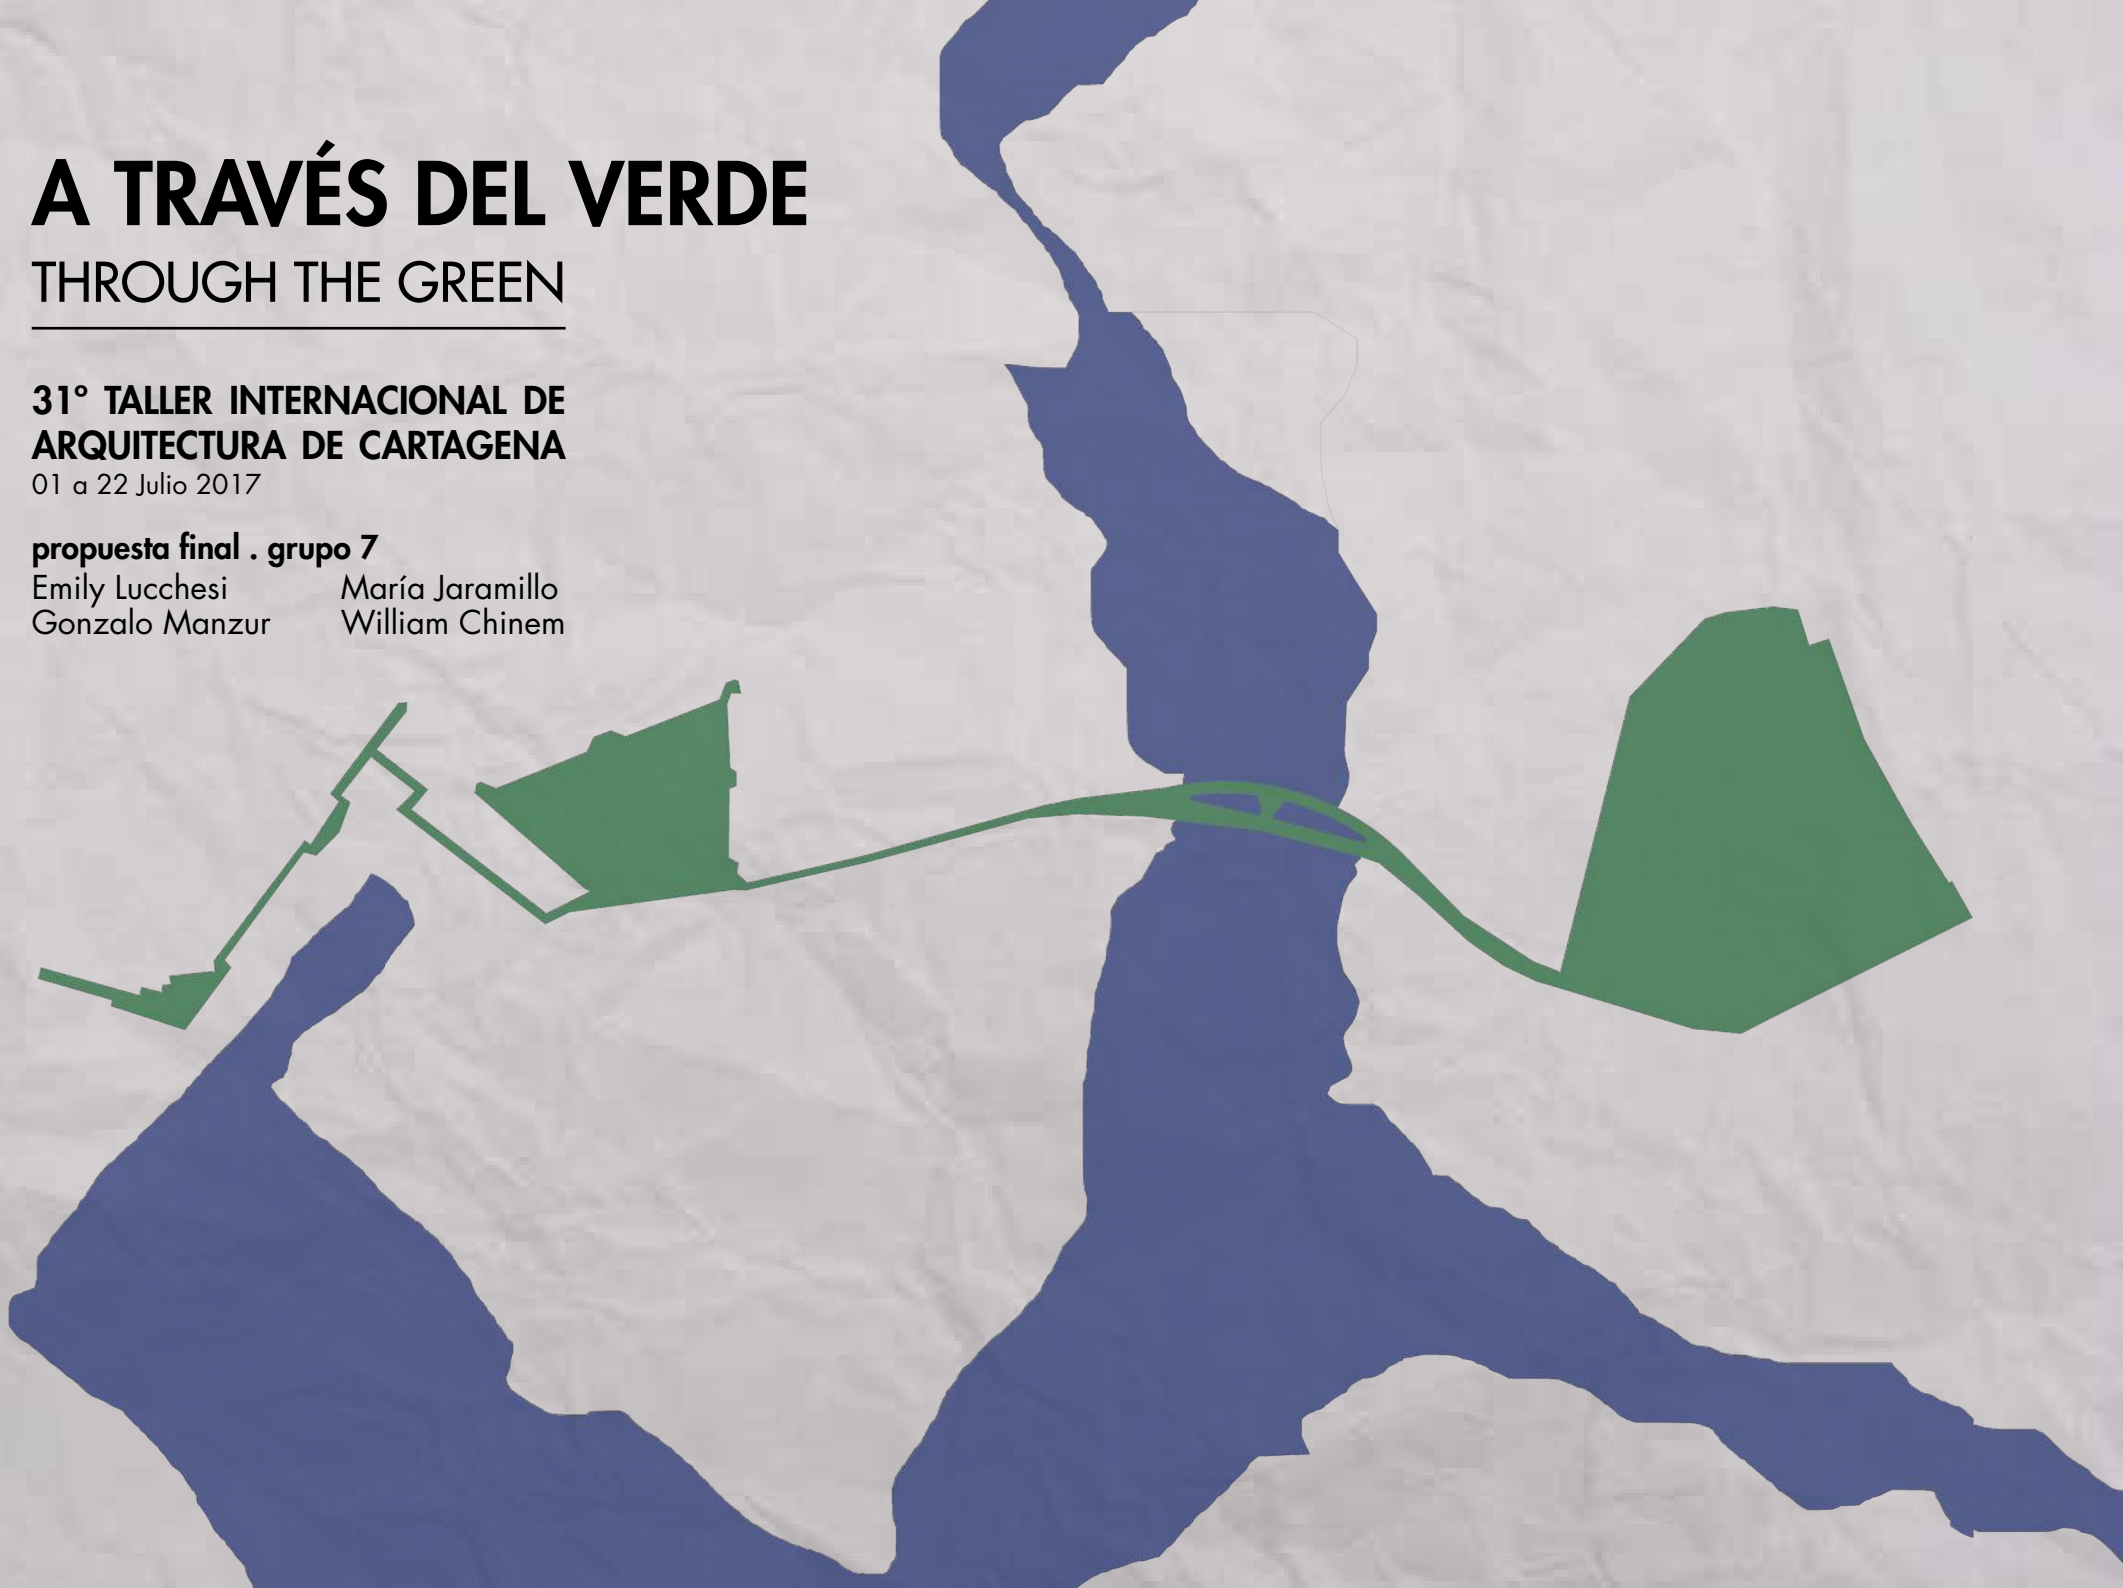 A TRAVÉS DEL VERDE
THROUGH THE GREEN
31º TALLER INTERNACIONAL DE
ARQUITECTURA DE CARTAGENA
01 a 22 Julio 2017
propuesta final . grupo 7
Emily Lucchesi María Jaramillo
Gonzalo Manzur William Chinem